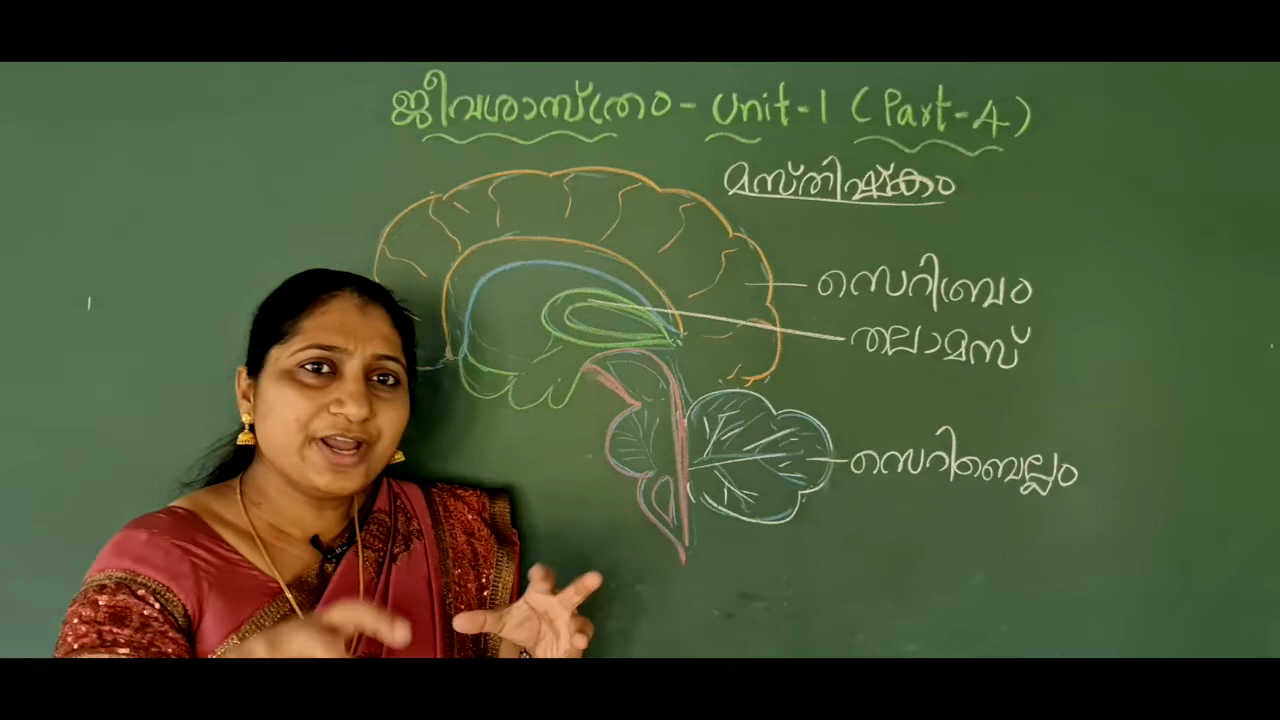 ജീവശാസ്ത്രം - Unit-1 (Part-4)
മസ്തിഷ്ക്കം
സെറിബ്രം
തലാമസ്
സെറിബെല്ലം